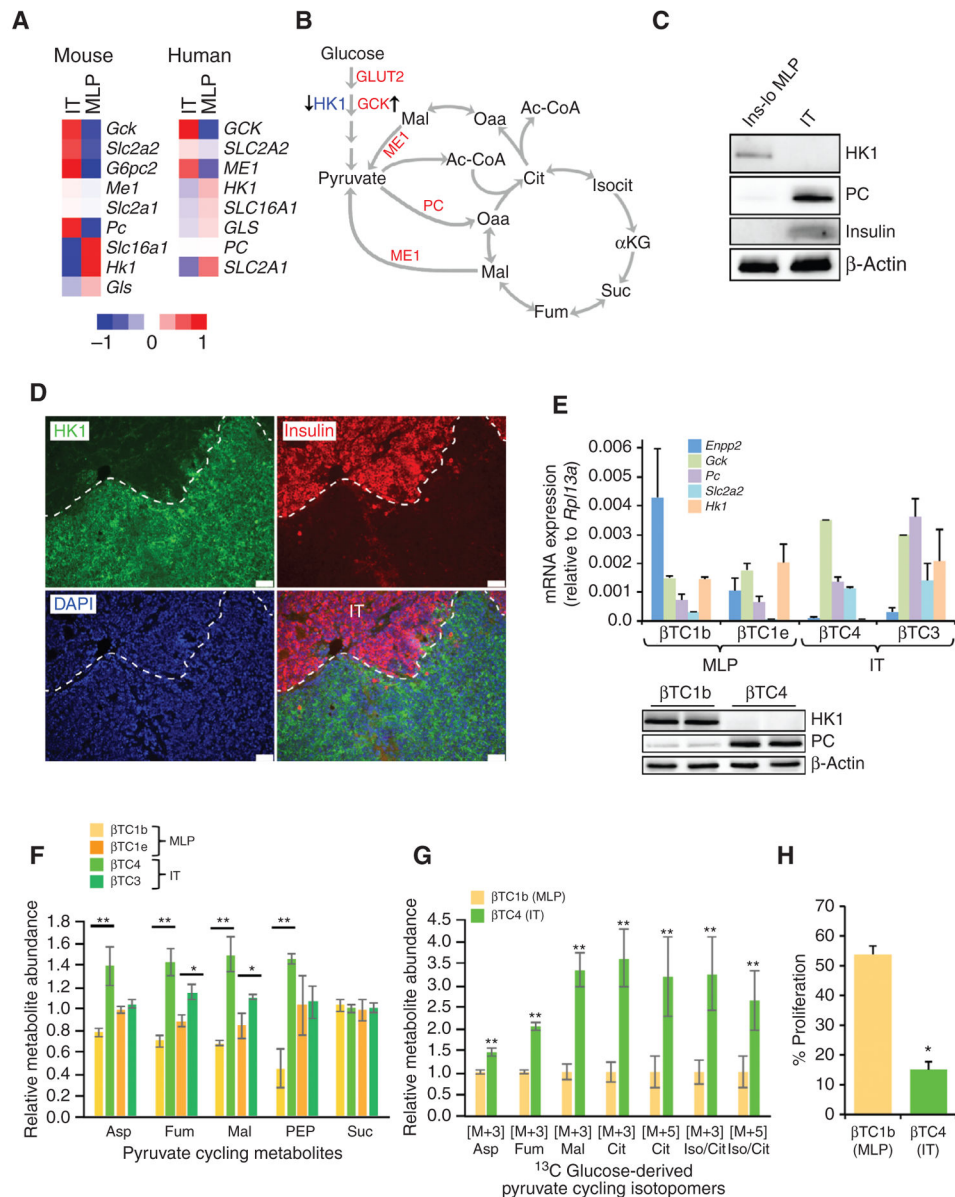 A
Mouse
Human
IT
MLP
IT
MLP
Gck
Slc2a2
G6pc2
Me1
Slc2a1
Pc
Slc16a1
Hk1
Gls
GCK
SLC2A2
ME1
HK1
SLC16A1
GLS
PC
SLC2A1
−1 0 1
B
Glucose
GLUT2
HK1 GCK
Mal
Oaa
Ac-CoA
ME1
Pyruvate
Ac-CoA
Cit
Isocit
PC
Oaa
αKG
ME1
Mal
Suc
Fum
C
Ins-lo MLP
IT
HK1
PC
Insulin
β-Actin
D
HK1
Insulin
DAPI
IT
E
mRNA expression
(relative to Rpl13a)
0.006
0.005
0.004
0.003
0.002
0.001
0.0
Enpp2
Gck
Pc
Slc2a2
Hk1
βTC1b βTC1e βTC4 βTC3
MLP IT
βTC1b βTC4
HK1
PC
β-Actin
F
βTC1b
βTC1e
MLP
βTC4
βTC3
IT
Relative metabolite abundance
1.8
1.6
1.4
1.2
1.0
0.8
0.6
0.4
0.2
0.0
** ** ** **
* *
Asp Fum Mal PEP Suc
Pyruvate cycling metabolites
G
βTC1b (MLP)
βTC4 (IT)
Relative metabolite abundance
5.0
4.5
4.0
3.5
3.0
2.5
2.0
1.5
1.0
0.5
0.0
** ** ** ** ** ** **
[M+3] [M+3] [M+3] [M+3] [M+5] [M+3] [M+5]
Asp Fum Mal Cit Cit Iso/Cit Iso/Cit
13C Glucose-derived
pyruvate cycling isotopomers
H
% Proliferation
70
60
50
40
30
20
10
0
*
βTC1b
(MLP)
βTC4
(IT)